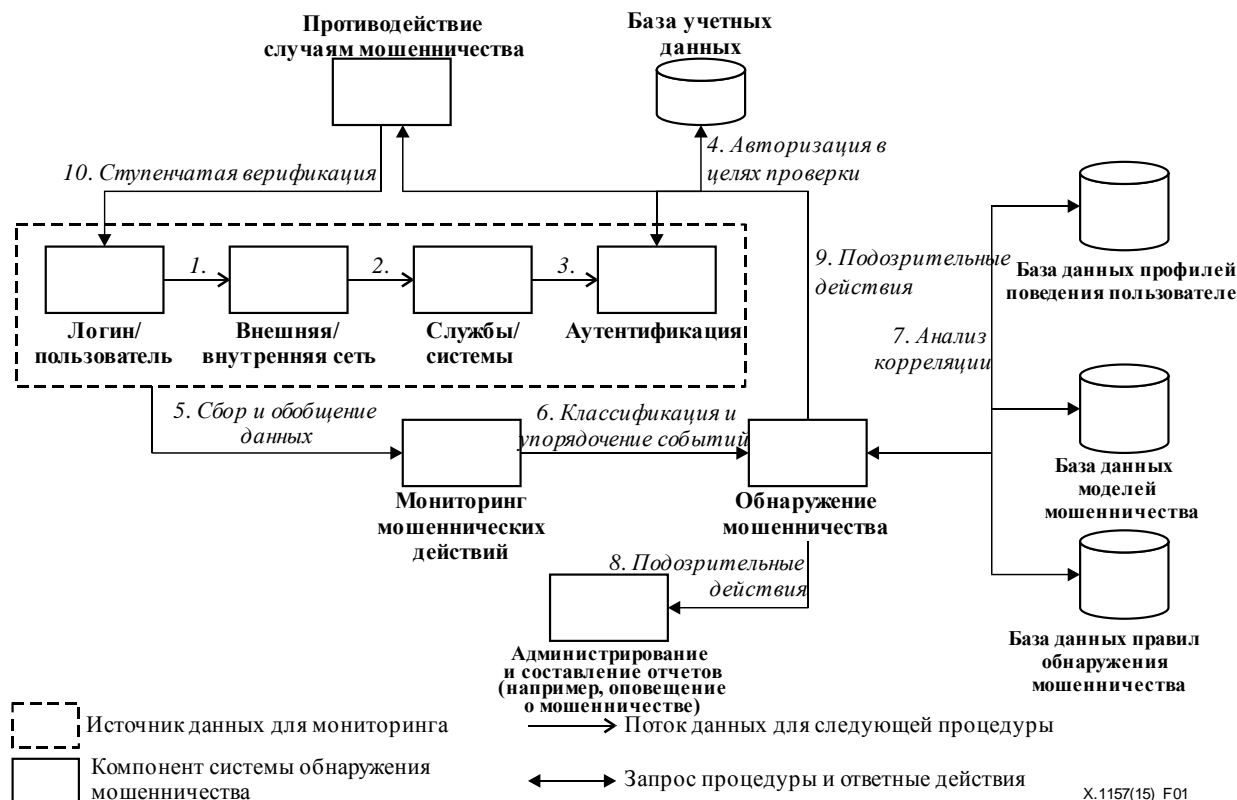 Противодействие
случаям мошенничества
База учетных
данных
10. Ступенчатая верификация
4. Авторизация в
целях проверки
1.
2.
3.
Логин/
пользователь
Внешняя/
внутренняя сеть
Службы/
системы
Аутентификация
9. Подозрительные
действия
База данных профилей
поведения пользователе
7. Анализ
корреляции
5. Сбор и обобщение
данных
6. Классификация и
упорядочение событий
Мониторинг
мошеннических
действий
Обнаружение
мошенничества
База данных
моделей
мошенничества
8. Подозрительные
действия
Администрирование
и составление отчетов
(например, оповещение
о мошенничестве)
База данных правил
обнаружения
мошенничества
Источник данных для мониторинга
Поток данных для следующей процедуры
Компонент системы обнаружения
мошенничества
Запрос процедуры и ответные действия
X.1157(15)_F01